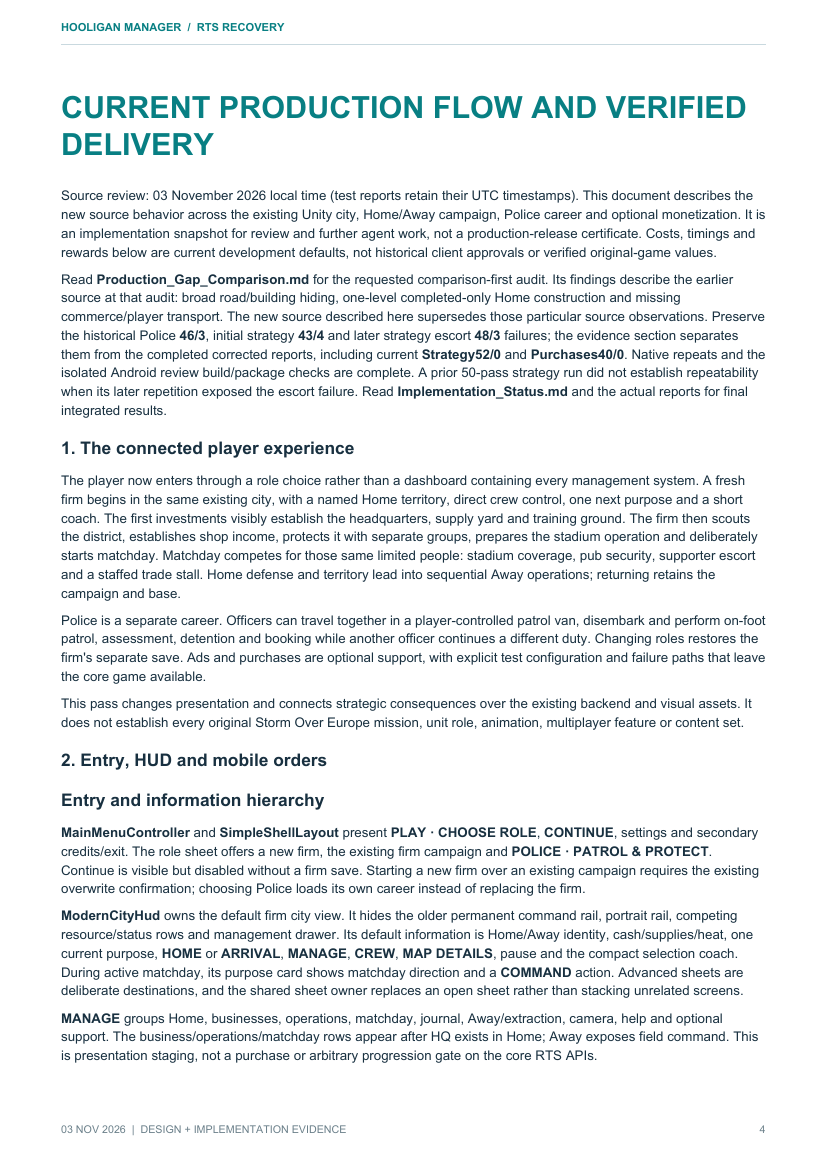 HOOLIGAN MANAGER / RTS RECOVERY
CURRENT PRODUCTION FLOW AND VERIFIED
DELIVERY
Source review: 03 November 2026 local time (test reports retain their UTC timestamps). This document describes the
new source behavior across the existing Unity city, Home/Away campaign, Police career and optional monetization. It is
an implementation snapshot for review and further agent work, not a production-release certificate. Costs, timings and
rewards below are current development defaults, not historical client approvals or verified original-game values.
Read Production_Gap_Comparison.md for the requested comparison-first audit. Its findings describe the earlier
source at that audit: broad road/building hiding, one-level completed-only Home construction and missing
commerce/player transport. The new source described here supersedes those particular source observations. Preserve
the historical Police 46/3, initial strategy 43/4 and later strategy escort 48/3 failures; the evidence section separates
them from the completed corrected reports, including current Strategy52/0 and Purchases40/0. Native repeats and the
isolated Android review build/package checks are complete. A prior 50-pass strategy run did not establish repeatability
when its later repetition exposed the escort failure. Read Implementation_Status.md and the actual reports for final
integrated results.
1. The connected player experience
The player now enters through a role choice rather than a dashboard containing every management system. A fresh
firm begins in the same existing city, with a named Home territory, direct crew control, one next purpose and a short
coach. The first investments visibly establish the headquarters, supply yard and training ground. The firm then scouts
the district, establishes shop income, protects it with separate groups, prepares the stadium operation and deliberately
starts matchday. Matchday competes for those same limited people: stadium coverage, pub security, supporter escort
and a staffed trade stall. Home defense and territory lead into sequential Away operations; returning retains the
campaign and base.
Police is a separate career. Officers can travel together in a player-controlled patrol van, disembark and perform on-foot
patrol, assessment, detention and booking while another officer continues a different duty. Changing roles restores the
firm's separate save. Ads and purchases are optional support, with explicit test configuration and failure paths that leave
the core game available.
This pass changes presentation and connects strategic consequences over the existing backend and visual assets. It
does not establish every original Storm Over Europe mission, unit role, animation, multiplayer feature or content set.
2. Entry, HUD and mobile orders
Entry and information hierarchy
MainMenuController and SimpleShellLayout present PLAY · CHOOSE ROLE, CONTINUE, settings and secondary
credits/exit. The role sheet offers a new firm, the existing firm campaign and POLICE · PATROL & PROTECT.
Continue is visible but disabled without a firm save. Starting a new firm over an existing campaign requires the existing
overwrite confirmation; choosing Police loads its own career instead of replacing the firm.
ModernCityHud owns the default firm city view. It hides the older permanent command rail, portrait rail, competing
resource/status rows and management drawer. Its default information is Home/Away identity, cash/supplies/heat, one
current purpose, HOME or ARRIVAL, MANAGE, CREW, MAP DETAILS, pause and the compact selection coach.
During active matchday, its purpose card shows matchday direction and a COMMAND action. Advanced sheets are
deliberate destinations, and the shared sheet owner replaces an open sheet rather than stacking unrelated screens.
MANAGE groups Home, businesses, operations, matchday, journal, Away/extraction, camera, help and optional
support. The business/operations/matchday rows appear after HQ exists in Home; Away exposes field command. This
is presentation staging, not a purchase or arbitrary progression gate on the core RTS APIs.
03 NOV 2026 | DESIGN + IMPLEMENTATION EVIDENCE
4